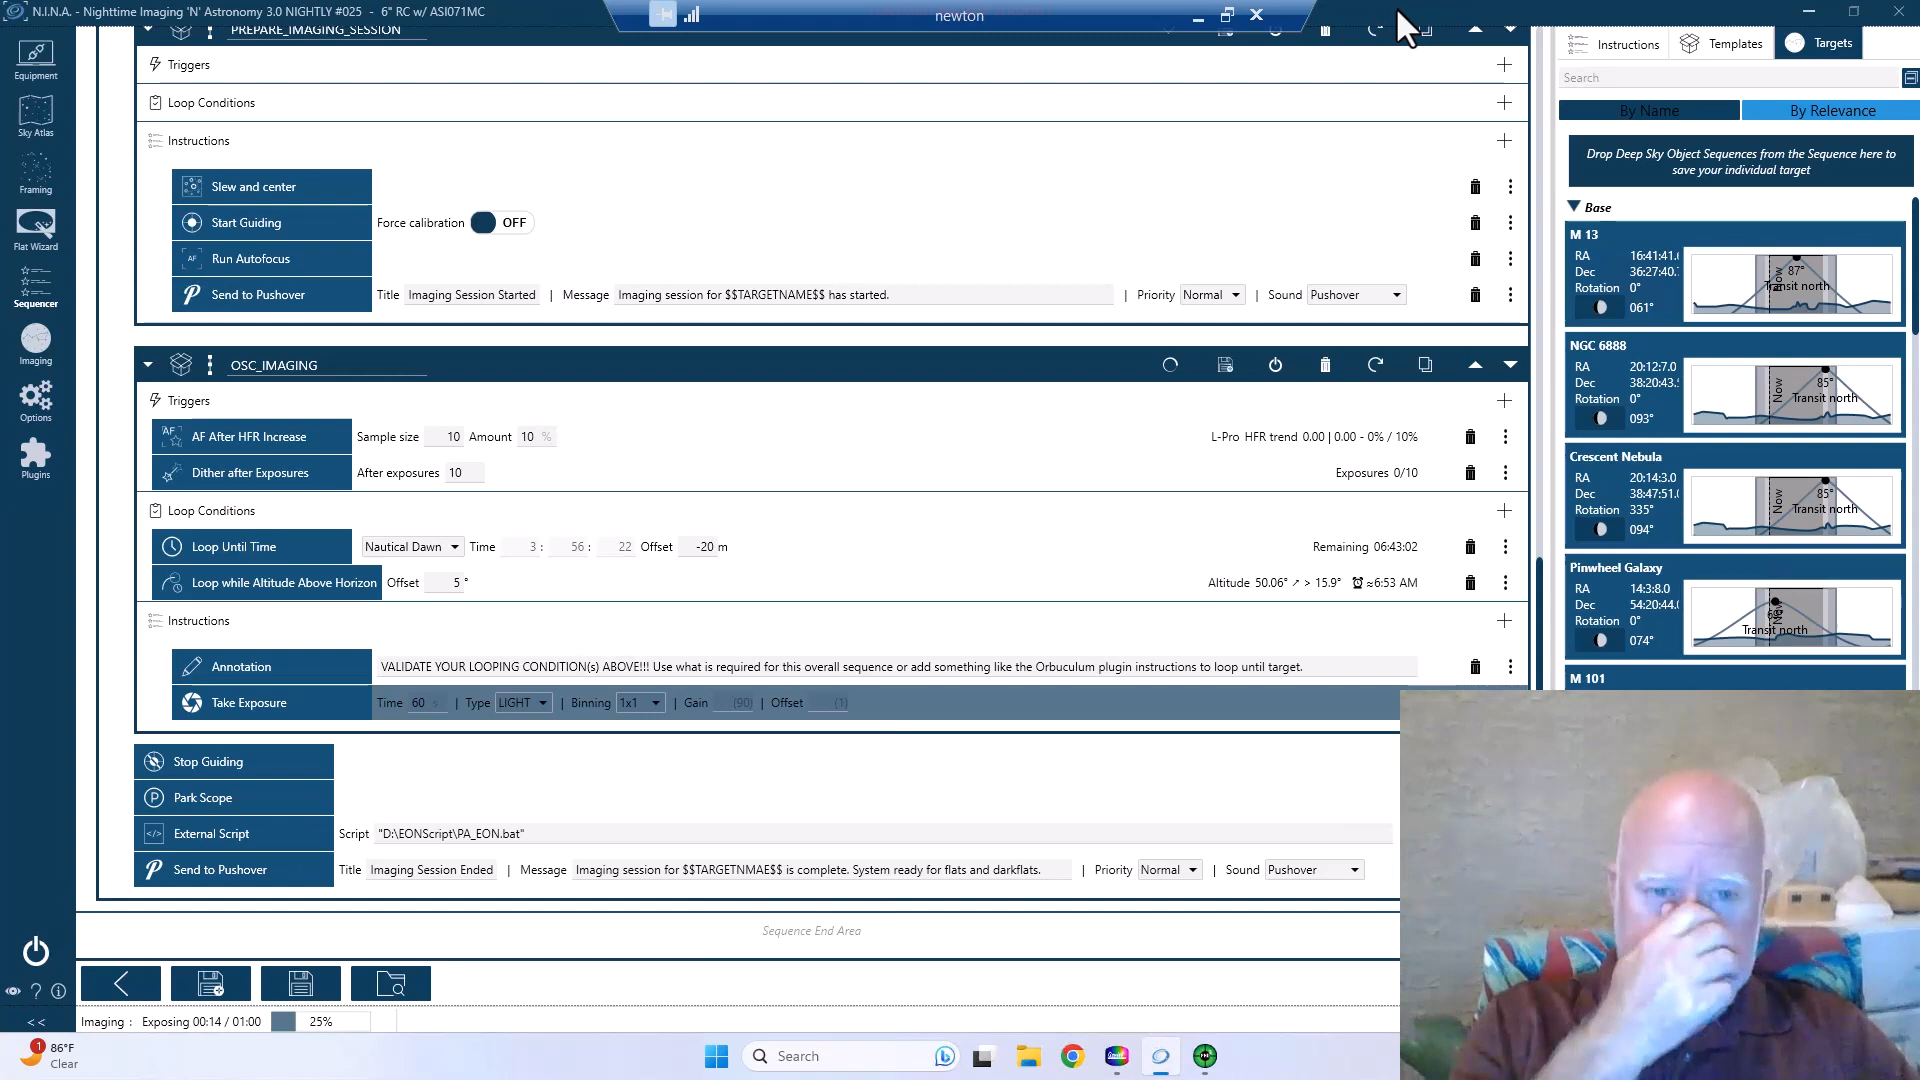 N.I.N.A. - Nighttime Imaging 'N' Astronomy 3.0 NIGHTLY #025 - 6" RC w/ ASI071MC
newton
Equipment
Sky Atlas
Framing
Flat Wizard
Sequencer
Imaging
Options
Plugins
PREPARE_IMAGING_SESSION
Triggers
Loop Conditions
Instructions
Slew and center
Start Guiding Force calibration OFF
AF Run Autofocus
Send to Pushover Title Imaging Session Started | Message Imaging session for $$TARGETNAME$$ has started. | Priority Normal | Sound Pushover
OSC_IMAGING
Triggers
AF AF After HFR Increase Sample size 10 Amount 10 % L-Pro HFR trend 0.00 | 0.00 - 0% / 10%
Dither after Exposures After exposures 10 Exposures 0/10
Loop Conditions
Loop Until Time Nautical Dawn Time 3 : 56 : 22 Offset -20 m Remaining 06:43:02
Loop while Altitude Above Horizon Offset 5 ° Altitude 50.06° ↗ > 15.9° ≈6:53 AM
Instructions
Annotation VALIDATE YOUR LOOPING CONDITION(s) ABOVE!!! Use what is required for this overall sequence or add something like the Orbuculum plugin instructions to loop until target.
Take Exposure Time 60 s | Type LIGHT | Binning 1x1 | Gain (90) | Offset (1)
Stop Guiding
P Park Scope
</> External Script Script "D:\EONScript\PA_EON.bat"
Send to Pushover Title Imaging Session Ended | Message Imaging session for $$TARGETNMAE$$ is complete. System ready for flats and darkflats. | Priority Normal | Sound Pushover
Sequence End Area
<<
Imaging : Exposing 00:14 / 01:00 25%
Instructions Templates Targets
Search
By Name By Relevance
Drop Deep Sky Object Sequences from the Sequence here to
save your individual target
Base
M 13
RA 16:41:41.
Dec 36:27:40.
Rotation 0°
061°
87°
Now
Transit north
NGC 6888
RA 20:12:7.0
Dec 38:20:43.
Rotation 0°
093°
85°
Now
Transit north
Crescent Nebula
RA 20:14:3.0
Dec 38:47:51.
Rotation 335°
094°
85°
Now
Transit north
Pinwheel Galaxy
RA 14:3:8.0
Dec 54:20:44.
Rotation 0°
074°
Transit north
M 101
1 86°F
Clear
Search